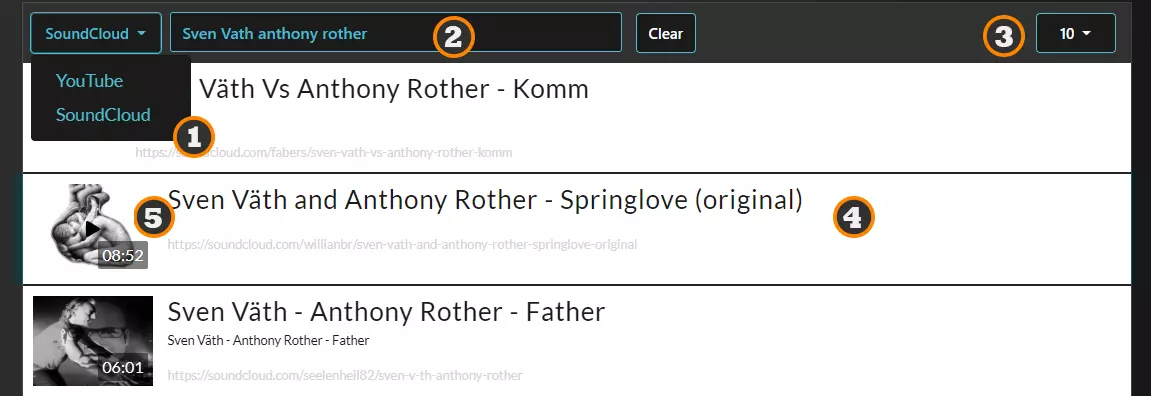 SoundCloud
Sven Vath anthony rother
2
Clear
3
10
YouTube
SoundCloud
1
Väth Vs Anthony Rother - Komm
https://soundcloud.com/fabers/sven-vath-vs-anthony-rother-komm
5
08:52
Sven Väth and Anthony Rother - Springlove (original)
4
https://soundcloud.com/willianbr/sven-vath-and-anthony-rother-springlove-original
06:01
Sven Väth - Anthony Rother - Father
Sven Väth - Anthony Rother - Father
https://soundcloud.com/seelenheil82/sven-v-th-anthony-rother